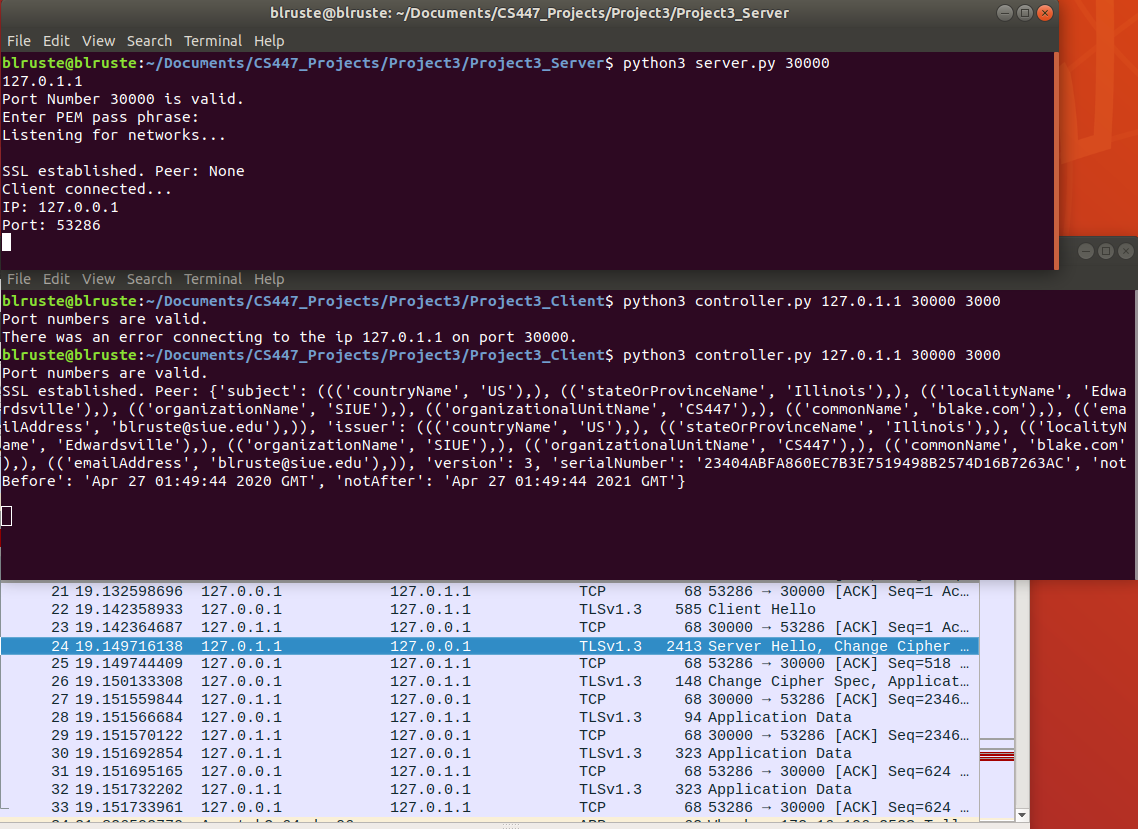 blruste@blruste: ~/Documents/CS447_Projects/Project3/Project3_Server
File Edit View Search Terminal Help
blruste@blruste:~/Documents/CS447_Projects/Project3/Project3_Server$ python3 server.py 30000
127.0.1.1
Port Number 30000 is valid.
Enter PEM pass phrase:
Listening for networks...
SSL established. Peer: None
Client connected...
IP: 127.0.0.1
Port: 53286
File Edit View Search Terminal Help
blruste@blruste:~/Documents/CS447_Projects/Project3/Project3_Client$ python3 controller.py 127.0.1.1 30000 3000
Port numbers are valid.
There was an error connecting to the ip 127.0.1.1 on port 30000.
blruste@blruste:~/Documents/CS447_Projects/Project3/Project3_Client$ python3 controller.py 127.0.1.1 30000 3000
Port numbers are valid.
SSL established. Peer: {'subject': ((('countryName', 'US'),), (('stateOrProvinceName', 'Illinois'),), (('localityName', 'Edwa
rdsville'),), (('organizationName', 'SIUE'),), (('organizationalUnitName', 'CS447'),), (('commonName', 'blake.com'),), (('ema
ilAddress', 'blruste@siue.edu'),)), 'issuer': ((('countryName', 'US'),), (('stateOrProvinceName', 'Illinois'),), (('localityN
ame', 'Edwardsville'),), (('organizationName', 'SIUE'),), (('organizationalUnitName', 'CS447'),), (('commonName', 'blake.com'
),), (('emailAddress', 'blruste@siue.edu'),)), 'version': 3, 'serialNumber': '23404ABFA860EC7B3E7519498B2574D16B7263AC', 'not
Before': 'Apr 27 01:49:44 2020 GMT', 'notAfter': 'Apr 27 01:49:44 2021 GMT'}
21 19.132598696 127.0.0.1 127.0.1.1 TCP 68 53286 → 30000 [ACK] Seq=1 Ac…
22 19.142358933 127.0.0.1 127.0.1.1 TLSv1.3 585 Client Hello
23 19.142364687 127.0.1.1 127.0.0.1 TCP 68 30000 → 53286 [ACK] Seq=1 Ac…
24 19.149716138 127.0.1.1 127.0.0.1 TLSv1.3 2413 Server Hello, Change Cipher …
25 19.149744409 127.0.0.1 127.0.1.1 TCP 68 53286 → 30000 [ACK] Seq=518 …
26 19.150133308 127.0.0.1 127.0.1.1 TLSv1.3 148 Change Cipher Spec, Applicat…
27 19.151559844 127.0.1.1 127.0.0.1 TCP 68 30000 → 53286 [ACK] Seq=2346…
28 19.151566684 127.0.0.1 127.0.1.1 TLSv1.3 94 Application Data
29 19.151570122 127.0.1.1 127.0.0.1 TCP 68 30000 → 53286 [ACK] Seq=2346…
30 19.151692854 127.0.1.1 127.0.0.1 TLSv1.3 323 Application Data
31 19.151695165 127.0.0.1 127.0.1.1 TCP 68 53286 → 30000 [ACK] Seq=624 …
32 19.151732202 127.0.1.1 127.0.0.1 TLSv1.3 323 Application Data
33 19.151733961 127.0.0.1 127.0.1.1 TCP 68 53286 → 30000 [ACK] Seq=624 …